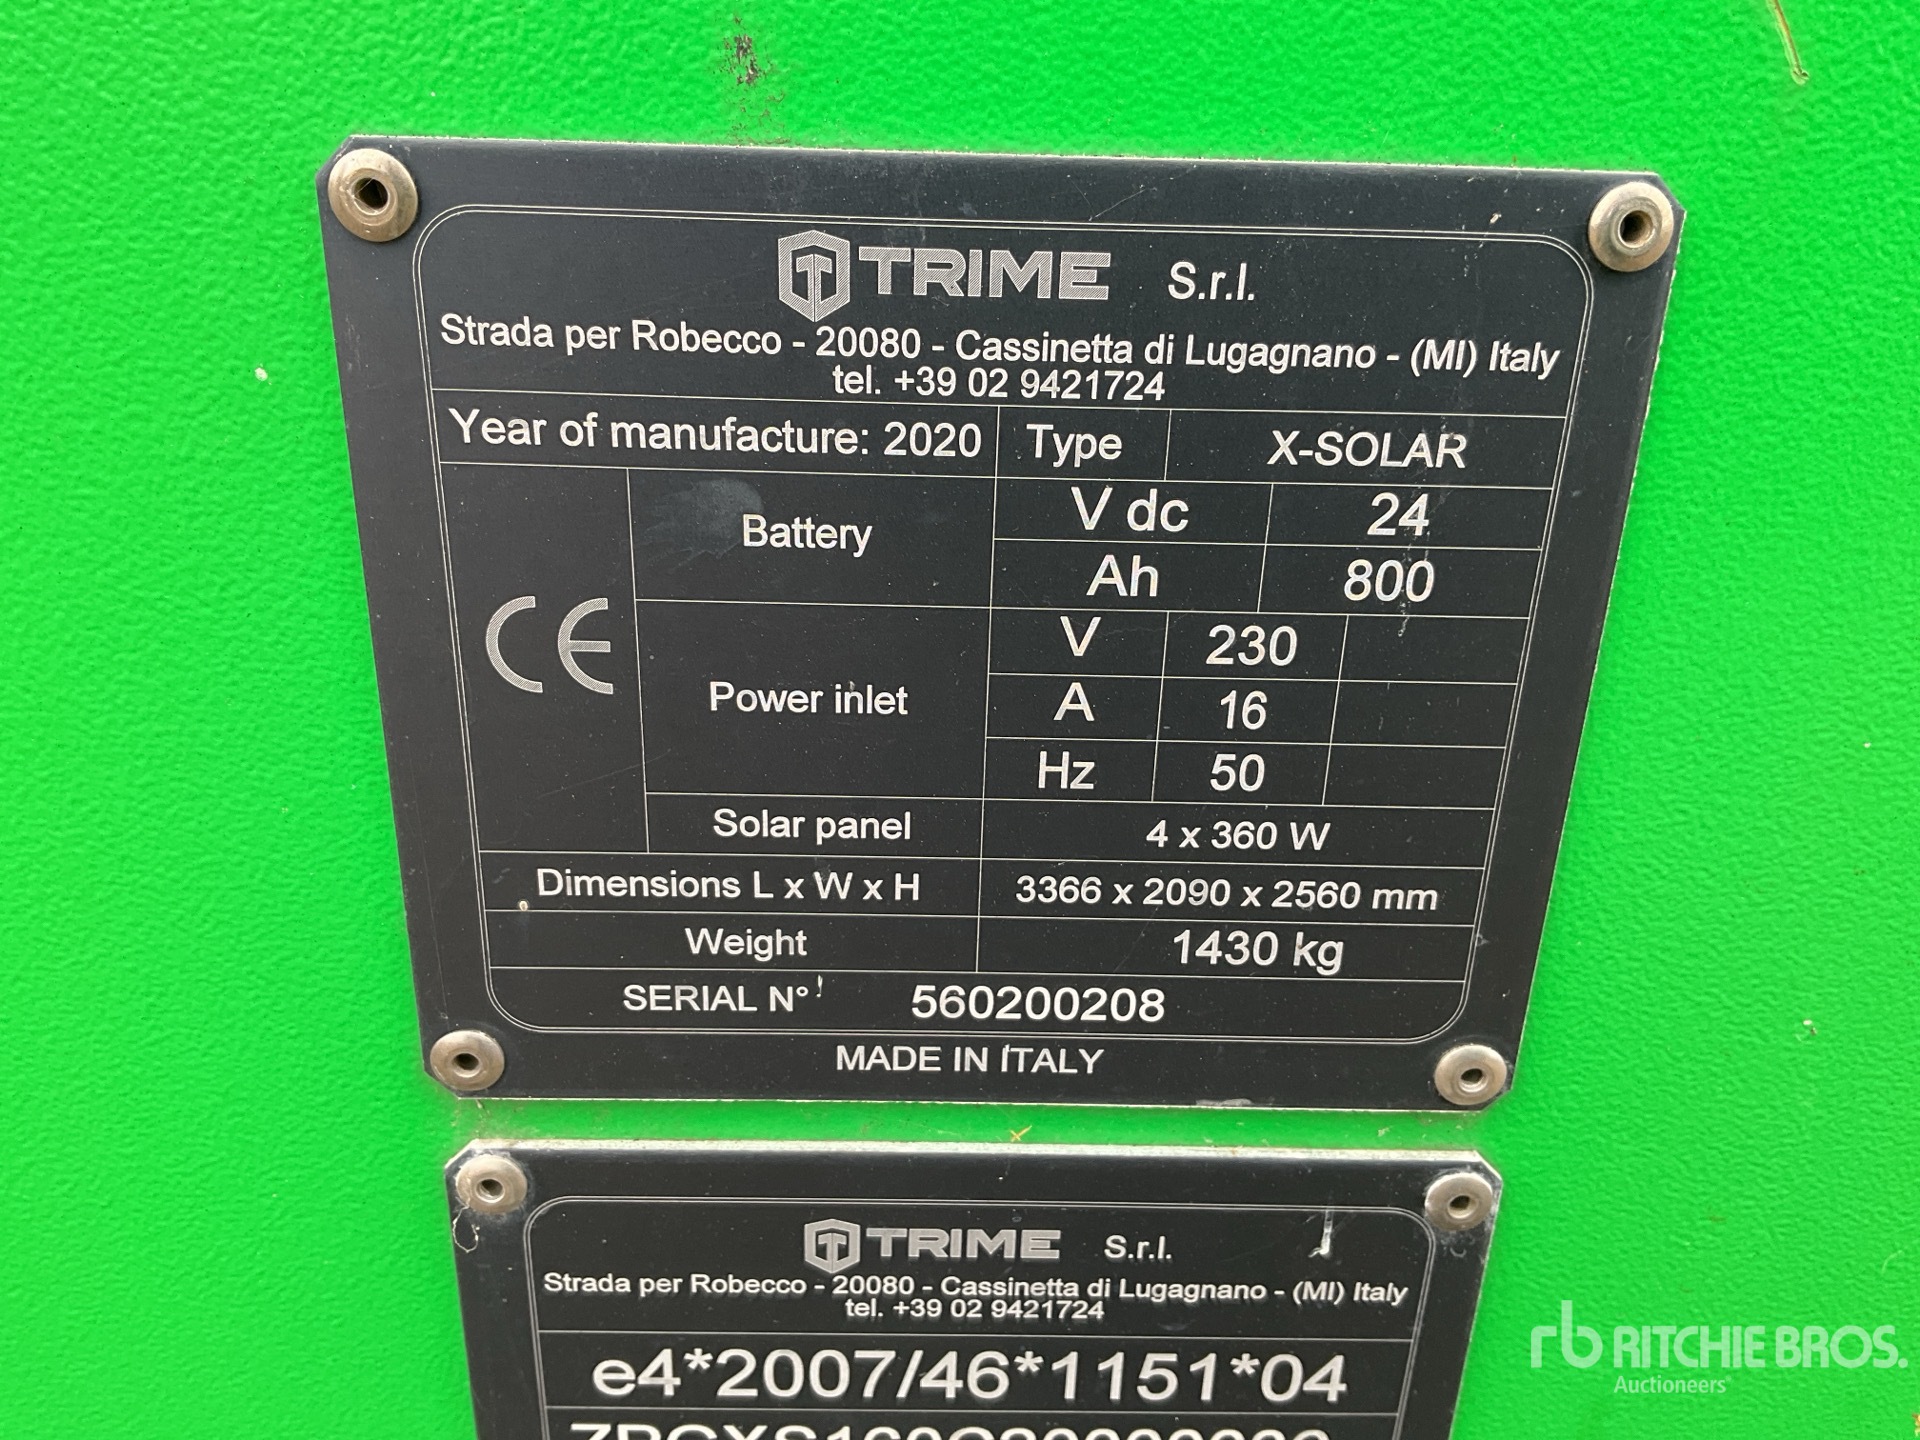 TRIME S.r.l.
Strada per Robecco - 20080 - Cassinetta di Lugagnano - (MI) Italy
tel. +39 02 9421724
Year of manufacture: 2020 Type X-SOLAR
CE
Battery
V dc 24
Ah 800
Power inlet
V 230
A 16
Hz 50
Solar panel 4 x 360 W
Dimensions L x W x H 3366 x 2090 x 2560 mm
Weight 1430 kg
SERIAL N° 560200208
MADE IN ITALY
TRIME S.r.l.
Strada per Robecco - 20080 - Cassinetta di Lugagnano - (MI) Italy
tel. +39 02 9421724
e4*2007/46*1151*04
rb RITCHIE BROS.
Auctioneers